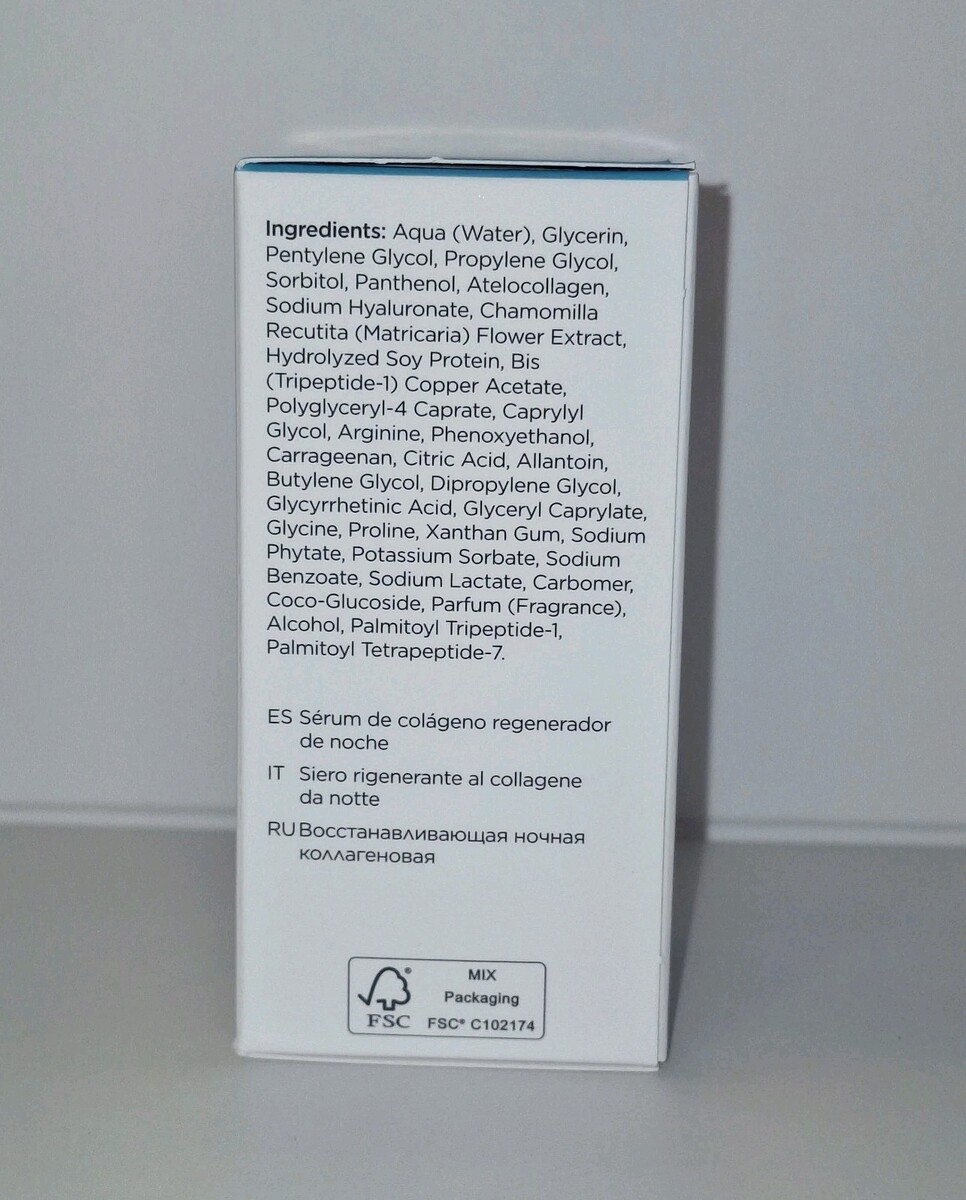 Ingredients: Aqua (Water), Glycerin,
Pentylene Glycol, Propylene Glycol,
Sorbitol, Panthenol, Atelocollagen,
Sodium Hyaluronate, Chamomilla
Recutita (Matricaria) Flower Extract,
Hydrolyzed Soy Protein, Bis
(Tripeptide-1) Copper Acetate,
Polyglyceryl-4 Caprate, Caprylyl
Glycol, Arginine, Phenoxyethanol,
Carrageenan, Citric Acid, Allantoin,
Butylene Glycol, Dipropylene Glycol,
Glycyrrhetinic Acid, Glyceryl Caprylate,
Glycine, Proline, Xanthan Gum, Sodium
Phytate, Potassium Sorbate, Sodium
Benzoate, Sodium Lactate, Carbomer,
Coco-Glucoside, Parfum (Fragrance),
Alcohol, Palmitoyl Tripeptide-1,
Palmitoyl Tetrapeptide-7.
ES Sérum de colágeno regenerador
de noche
IT Siero rigenerante al collagene
da notte
RU Восстанавливающая ночная
коллагеновая
MIX
Packaging
FSC® C102174
FSC